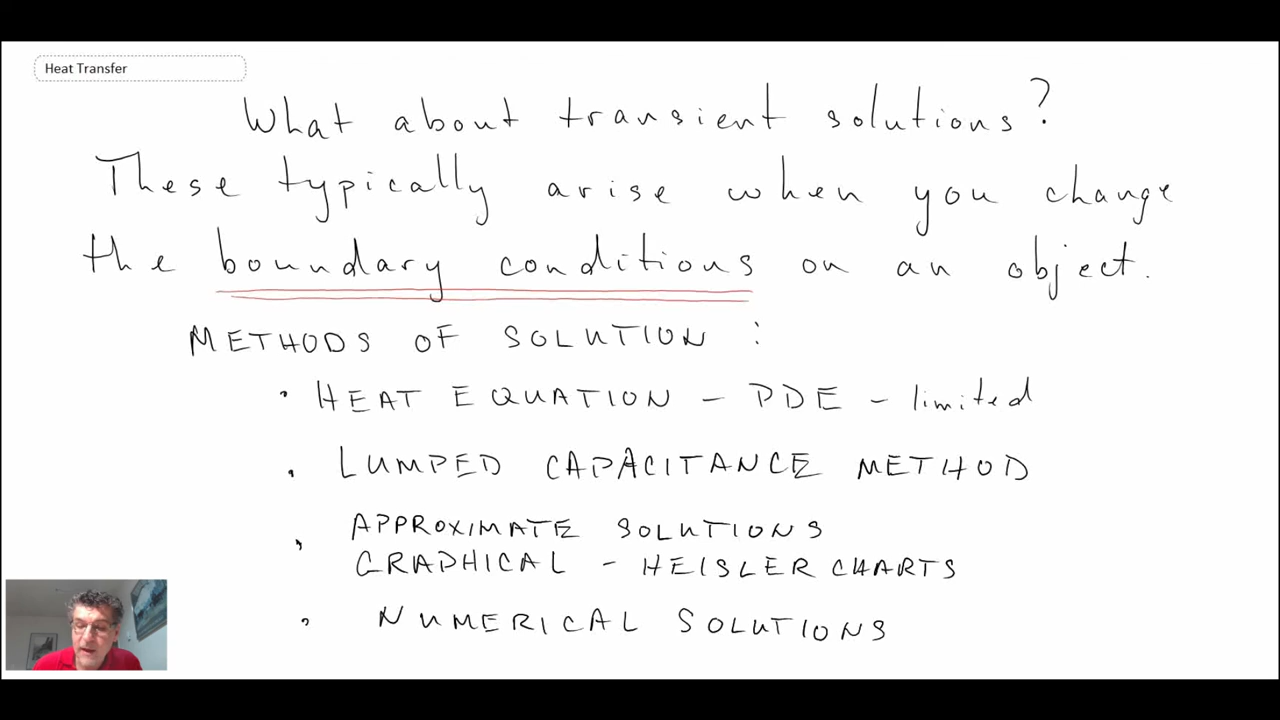 Heat Transfer
What about transient solutions?
These typically arise when you change
the boundary conditions on an object.
METHODS OF SOLUTION :
• HEAT EQUATION – PDE – limited
• LUMPED CAPACITANCE METHOD
• APPROXIMATE SOLUTIONS
GRAPHICAL – HEISLER CHARTS
• NUMERICAL SOLUTIONS